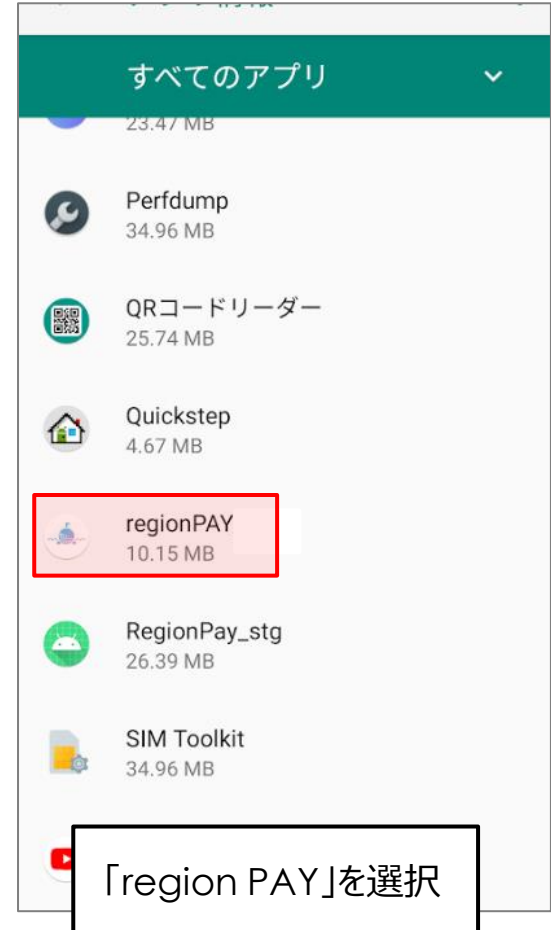 すべてのアプリ
23.47 MB
Perfdump
34.96 MB
QRコードリーダー
25.74 MB
Quickstep
4.67 MB
regionPAY
10.15 MB
RegionPay_stg
26.39 MB
SIM Toolkit
34.96 MB
「region PAY」を選択